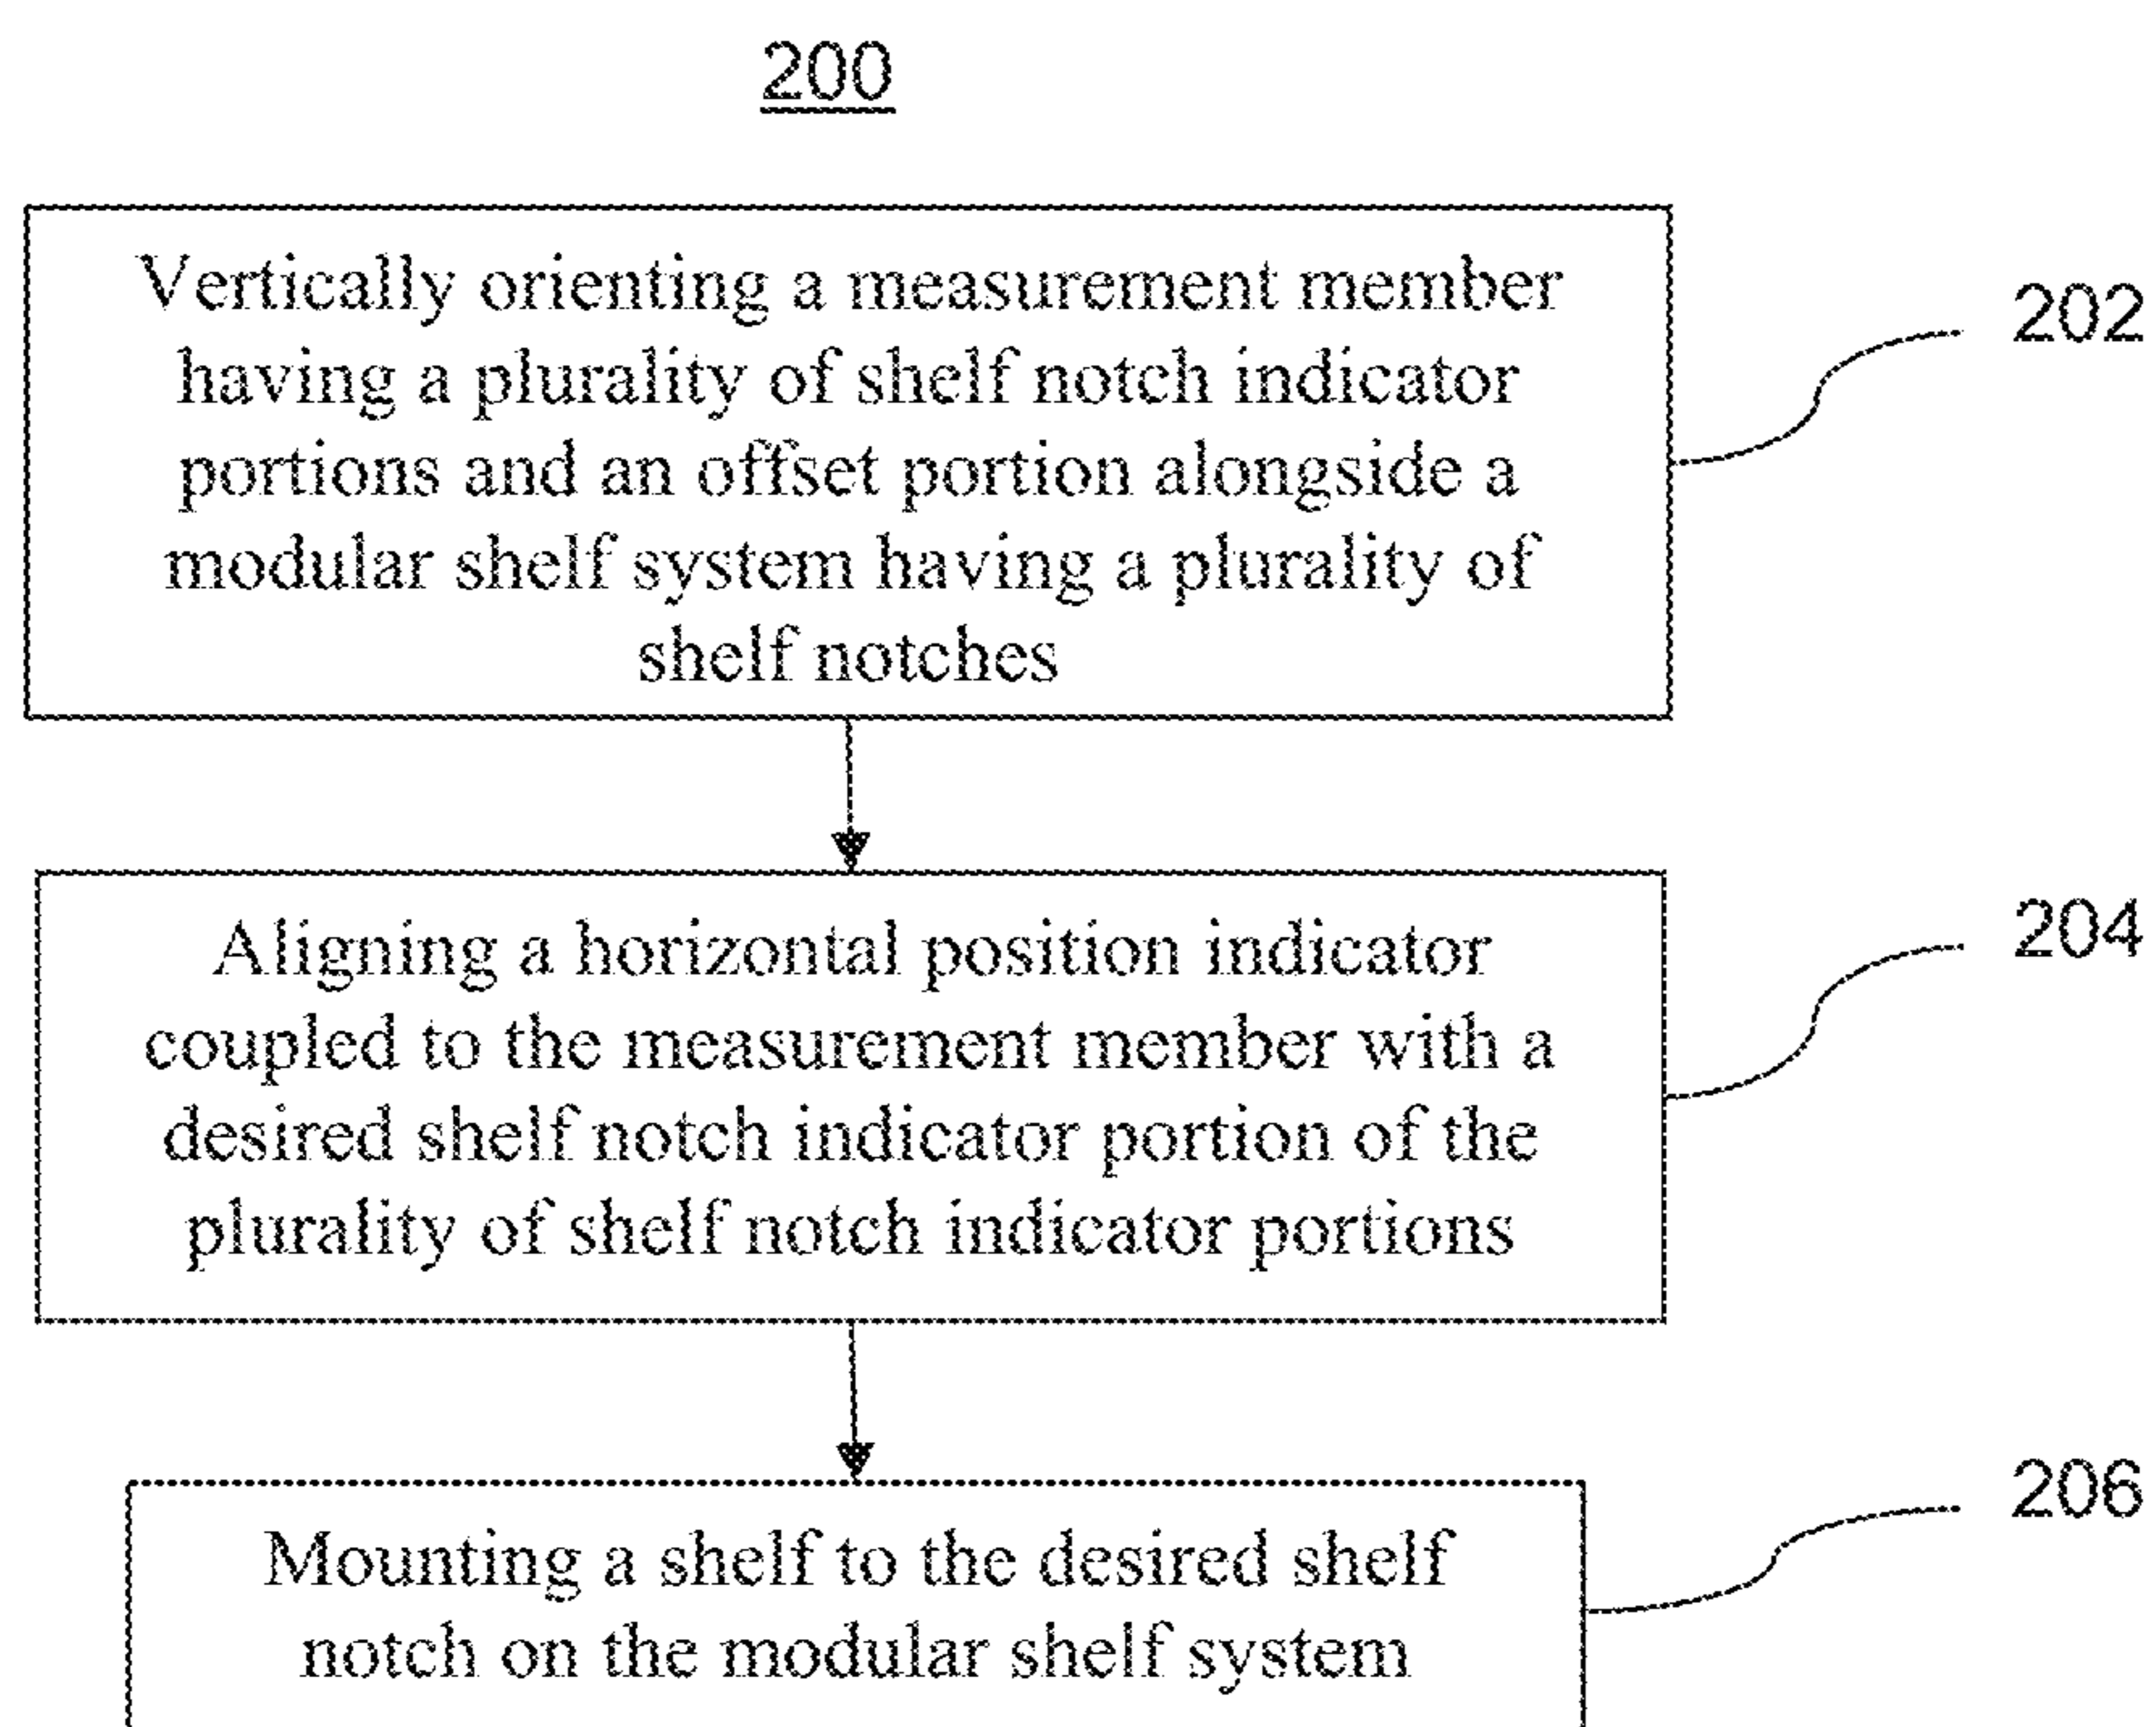 200
Vertically orienting a measurement member
having a plurality of shelf notch indicator
portions and an offset portion alongside a
modular shelf system having a plurality of
shelf notches
202
Aligning a horizontal position indicator
coupled to the measurement member with a
desired shelf notch indicator portion of the
plurality of shelf notch indicator portions
204
Mounting a shelf to the desired shelf
notch on the modular shelf system
206